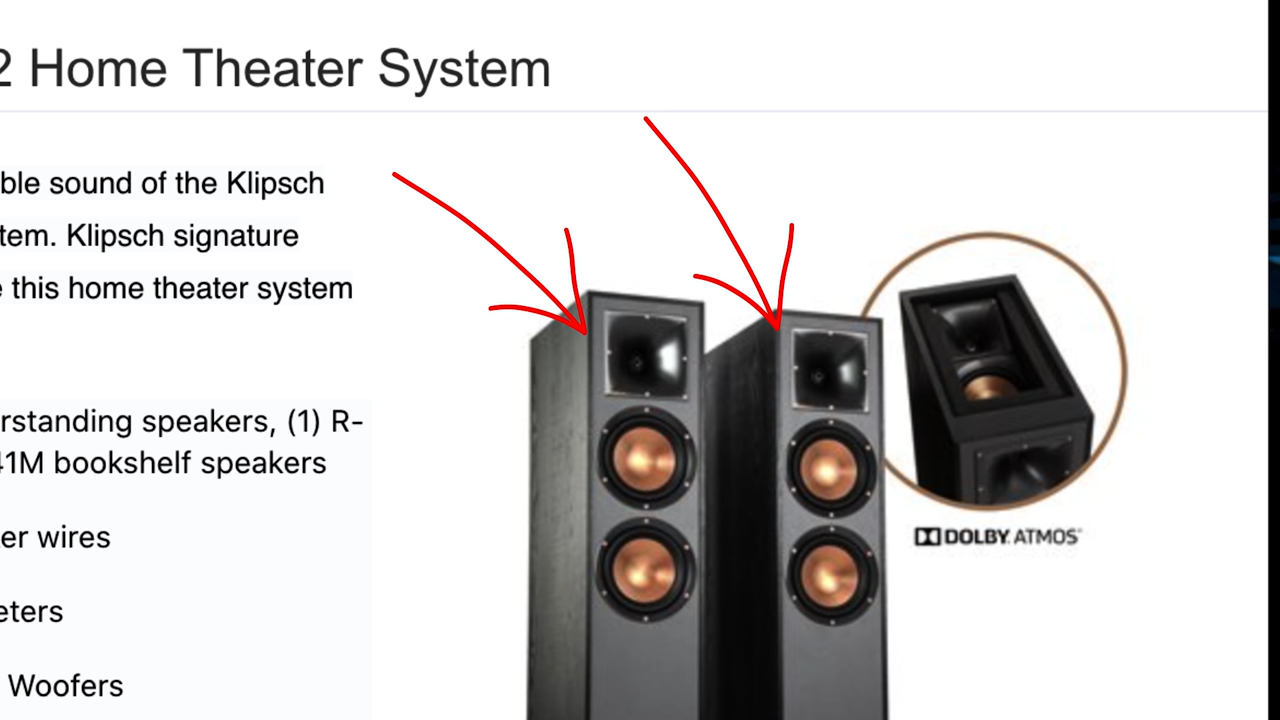 2 Home Theater System
ble sound of the Klipsch
tem. Klipsch signature
e this home theater system
rstanding speakers, (1) R-
41M bookshelf speakers
er wires
eters
Woofers
DOLBY ATMOS